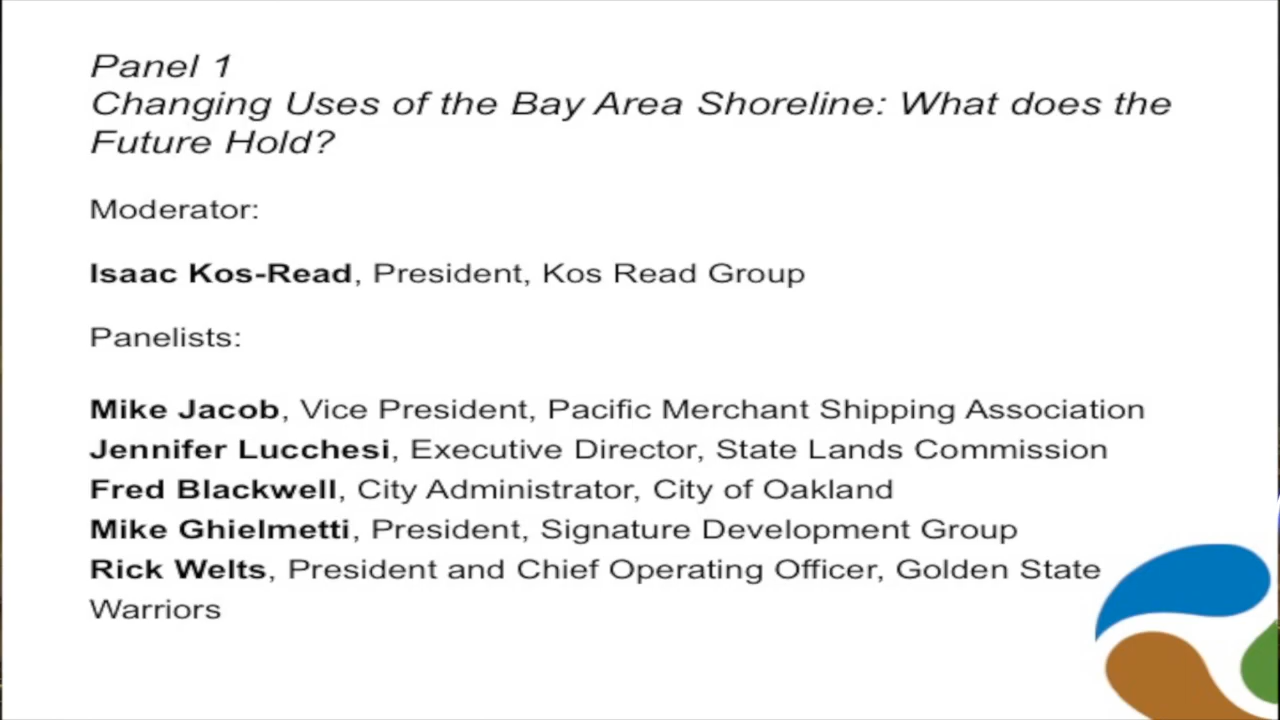 Panel 1
Changing Uses of the Bay Area Shoreline: What does the
Future Hold?
Moderator:
Isaac Kos-Read, President, Kos Read Group
Panelists:
Mike Jacob, Vice President, Pacific Merchant Shipping Association
Jennifer Lucchesi, Executive Director, State Lands Commission
Fred Blackwell, City Administrator, City of Oakland
Mike Ghielmetti, President, Signature Development Group
Rick Welts, President and Chief Operating Officer, Golden State
Warriors